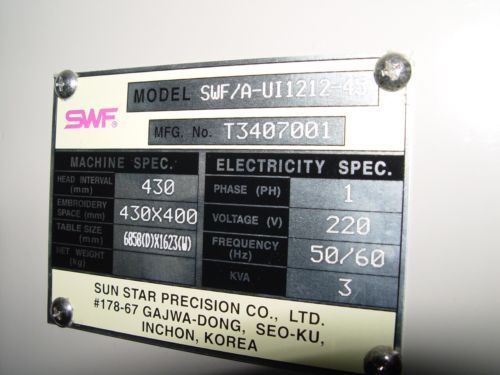 SWF®
MODEL SWF/A-UI1212-45
MFG. No. T3407001
MACHINE SPEC.
HEAD INTERVAL (mm) 430
EMBROIDERY SPACE (mm) 430X400
TABLE SIZE (mm) 6858(D)X1623(W)
NET WEIGHT (kg)
ELECTRICITY SPEC.
PHASE (PH) 1
VOLTAGE (V) 220
FREQUENCY (Hz) 50/60
KVA 3
SUN STAR PRECISION CO., LTD.
#178-67 GAJWA-DONG, SEO-KU,
INCHON, KOREA